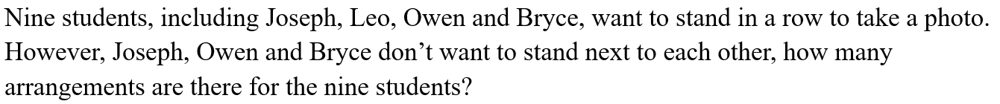 Nine students, including Joseph, Leo, Owen and Bryce, want to stand in a row to take a photo.
However, Joseph, Owen and Bryce don’t want to stand next to each other, how many
arrangements are there for the nine students?